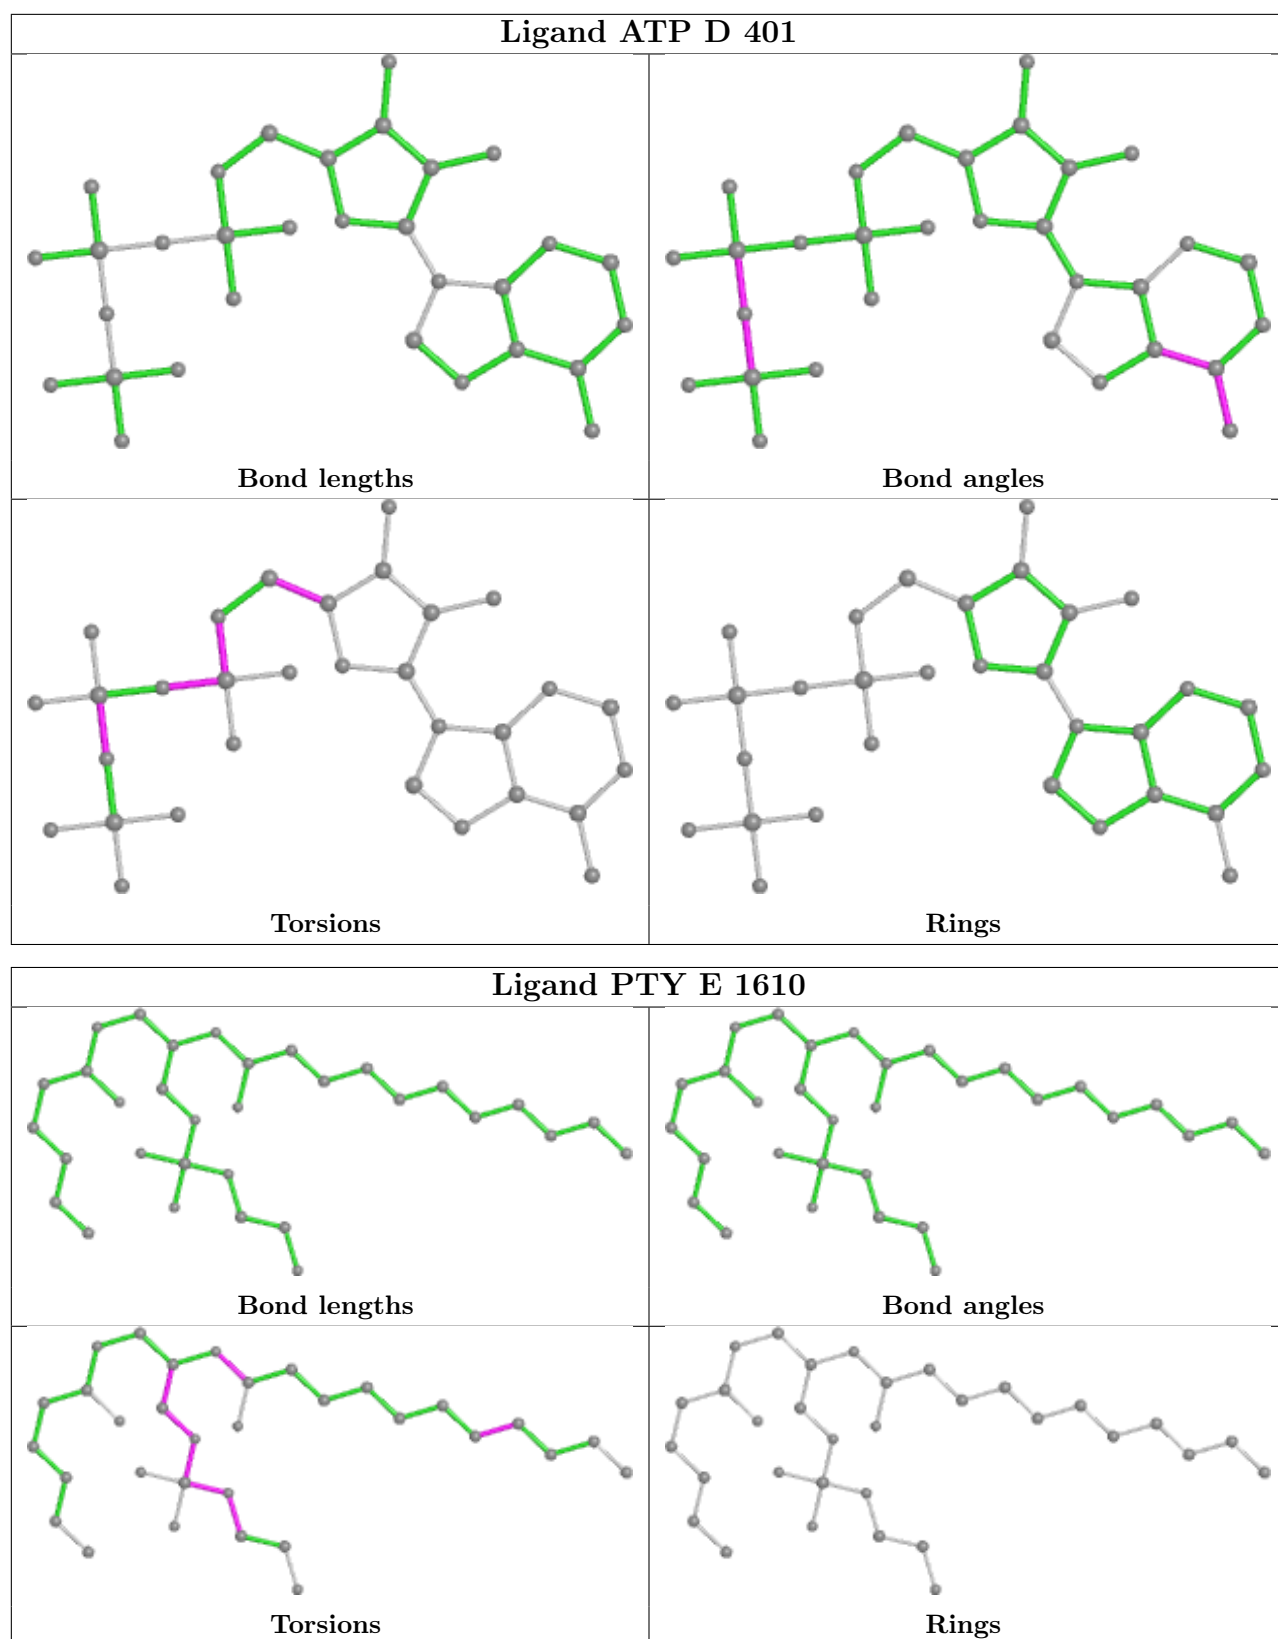 Ligand ATP D 401
Bond lengths
Bond angles
Torsions
Rings
Ligand PTY E 1610
Bond lengths
Bond angles
Torsions
Rings